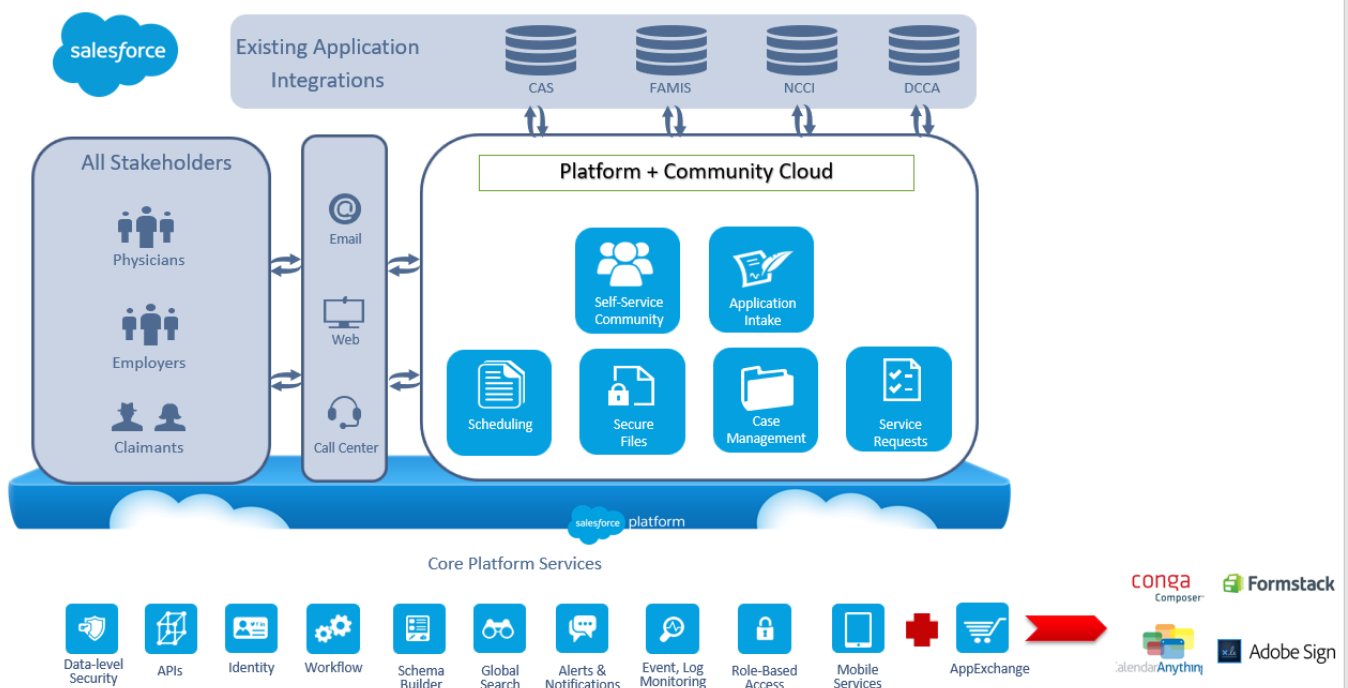 salesforce
Existing Application
Integrations
CAS
FAMIS
NCCI
DCCA
All Stakeholders
Physicians
Employers
Claimants
@
Email
Web
Call Center
Platform + Community Cloud
Self-Service
Community
Application
Intake
Scheduling
Secure
Files
Case
Management
Service
Requests
salesforce platform
Core Platform Services
Data-level
Security
APIs
Identity
Workflow
Schema
Builder
Global
Search
Alerts &
Notifications
Event, Log
Monitoring
Role-Based
Access
Mobile
Services
AppExchange
conga
Composer
Formstack
alendarAnything
Adobe Sign